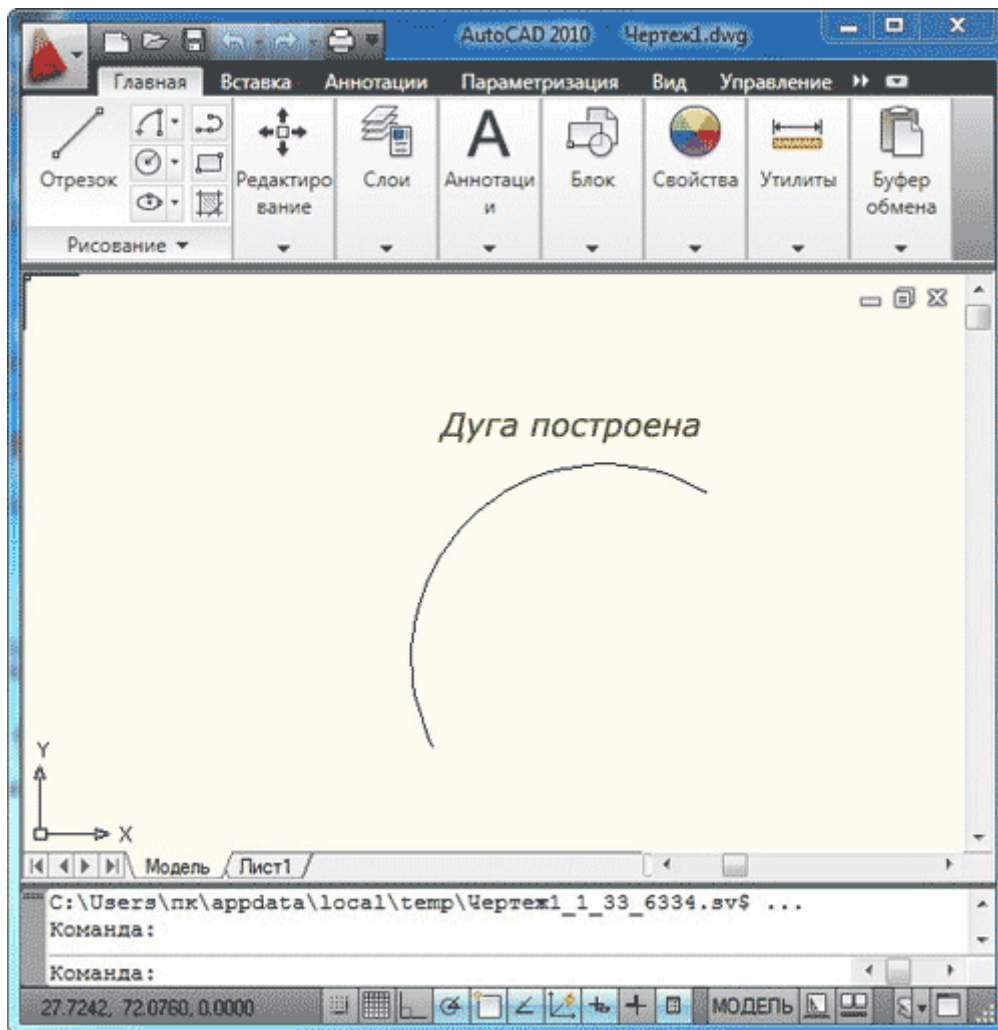 AutoCAD 2010 Чертеж1.dwg
Главная Вставка Аннотации Параметризация Вид Управление
Отрезок
Редактиро
вание
Слои
Аннотаци
и
Блок
Свойства
Утилиты
Буфер
обмена
Рисование
Дуга построена
Y
X
Модель Лист1
C:\Users\пк\appdata\local\temp\Чертеж1_1_33_6334.sv$ ...
Команда:
Команда:
27.7242, 72.0760, 0.0000 МОДЕЛЬ